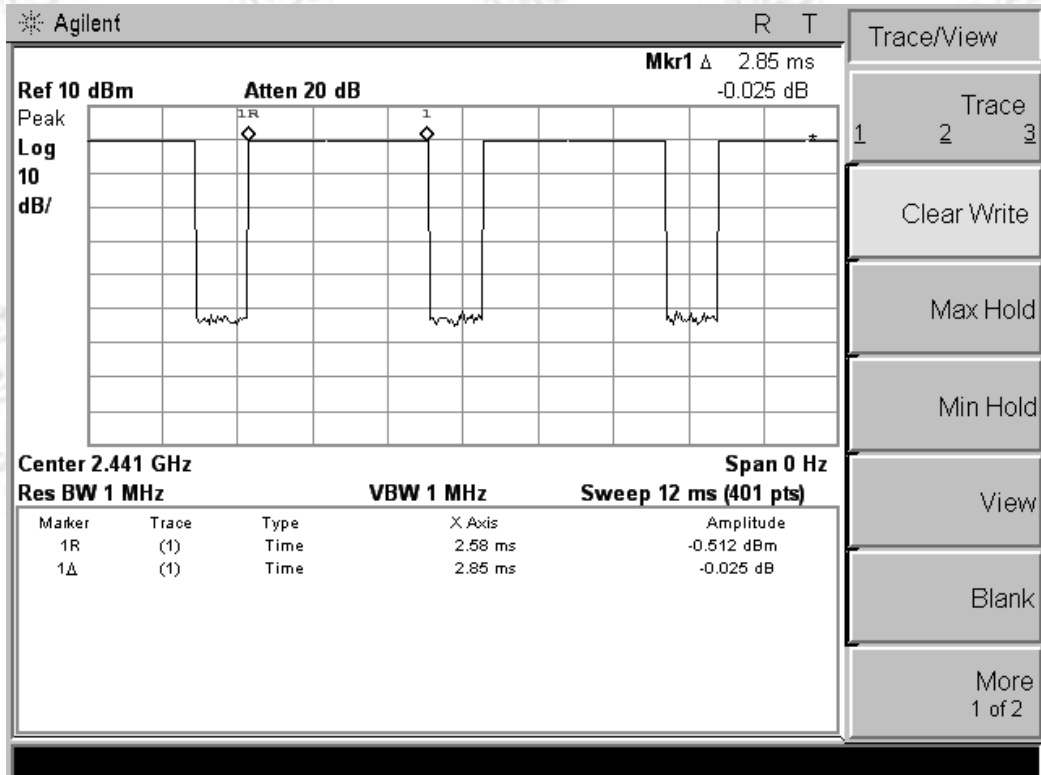 Agilent R T
Mkr1 Δ 2.85 ms
Ref 10 dBm Atten 20 dB -0.025 dB
Peak
Log
10
dB/
1R 1
Center 2.441 GHz Span 0 Hz
Res BW 1 MHz VBW 1 MHz Sweep 12 ms (401 pts)
Marker Trace Type X Axis Amplitude
1R (1) Time 2.58 ms -0.512 dBm
1Δ (1) Time 2.85 ms -0.025 dB
Trace/View
Trace
1 2 3
Clear Write
Max Hold
Min Hold
View
Blank
More
1 of 2